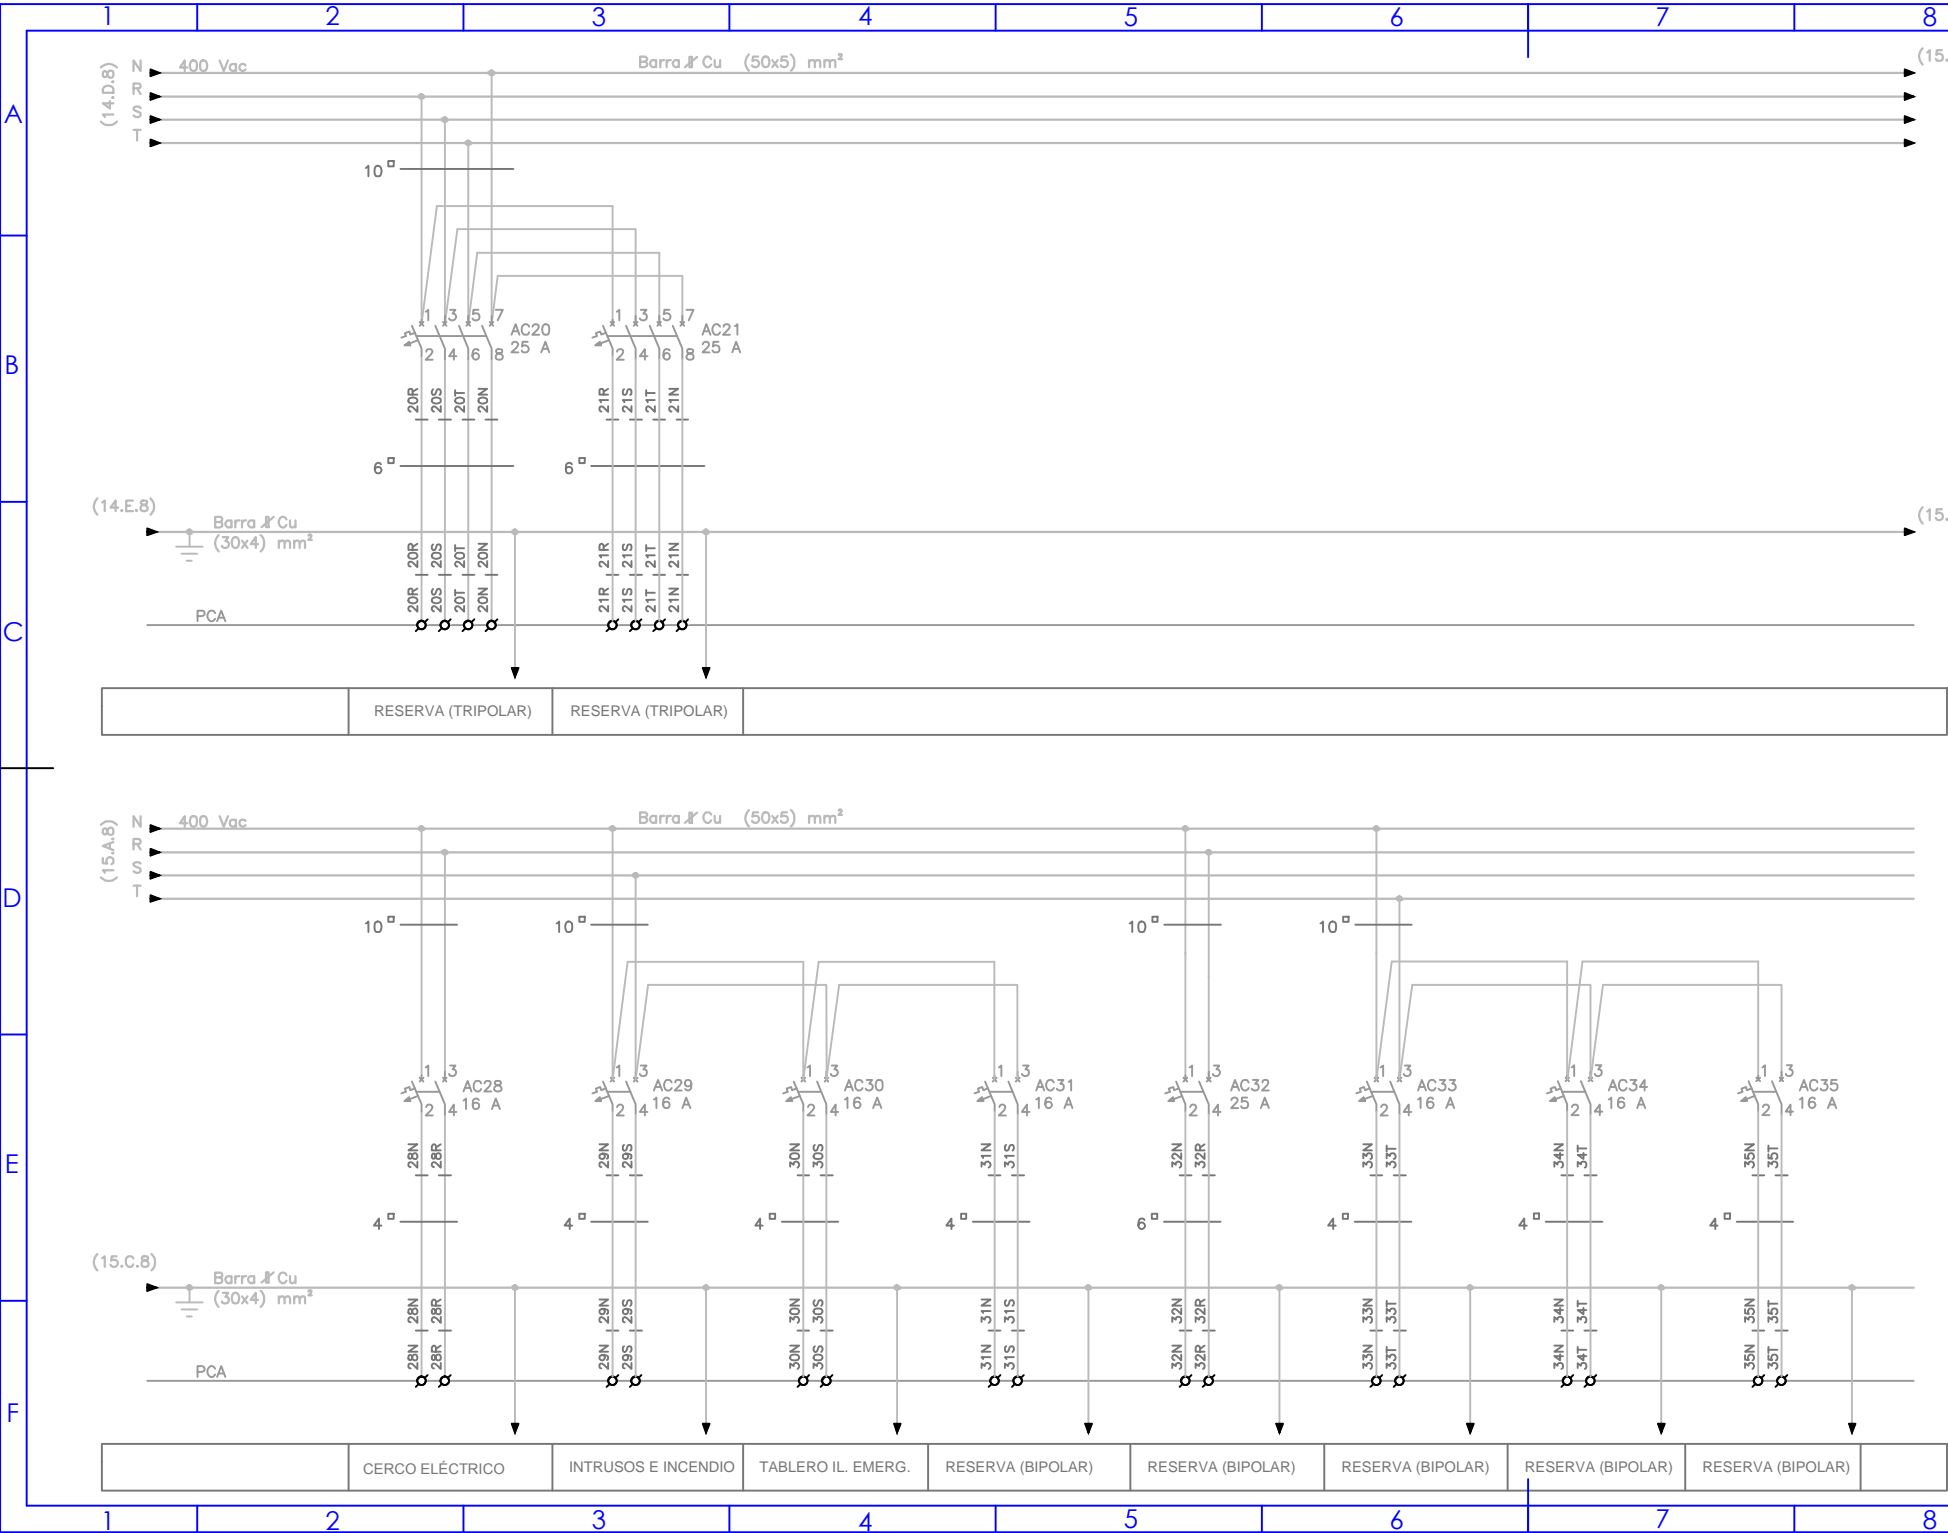 1 2 3 4 5 6 7 8
A
B
C
D
E
F
(14.D.8)
N 400 Vac Barra Cu (50x5) mm² (15.
R
S
T
10
1 3 5 7 AC20 1 3 5 7 AC21
2 4 6 8 25 A 2 4 6 8 25 A
20R 20S 20T 20N 21R 21S 21T 21N
6 6
(14.E.8) (15.
Barra Cu
(30x4) mm²
20R 20S 20T 20N 21R 21S 21T 21N
20R 20S 20T 20N 21R 21S 21T 21N
PCA
RESERVA (TRIPOLAR) RESERVA (TRIPOLAR)
(15.A.8)
N 400 Vac Barra Cu (50x5) mm²
R
S
T
10 10 10 10
1 3 AC28 1 3 AC29 1 3 AC30 1 3 AC31 1 3 AC32 1 3 AC33 1 3 AC34 1 3 AC35
2 4 16 A 2 4 16 A 2 4 16 A 2 4 16 A 2 4 25 A 2 4 16 A 2 4 16 A 2 4 16 A
28N 28R 29N 29S 30N 30S 31N 31S 32N 32R 33N 33T 34N 34T 35N 35T
4 4 4 4 6 4 4 4
(15.C.8)
Barra Cu
(30x4) mm²
28N 28R 29N 29S 30N 30S 31N 31S 32N 32R 33N 33T 34N 34T 35N 35T
28N 28R 29N 29S 30N 30S 31N 31S 32N 32R 33N 33T 34N 34T 35N 35T
PCA
CERCO ELÉCTRICO INTRUSOS E INCENDIO TABLERO IL. EMERG. RESERVA (BIPOLAR) RESERVA (BIPOLAR) RESERVA (BIPOLAR) RESERVA (BIPOLAR) RESERVA (BIPOLAR)
1 2 3 4 5 6 7 8